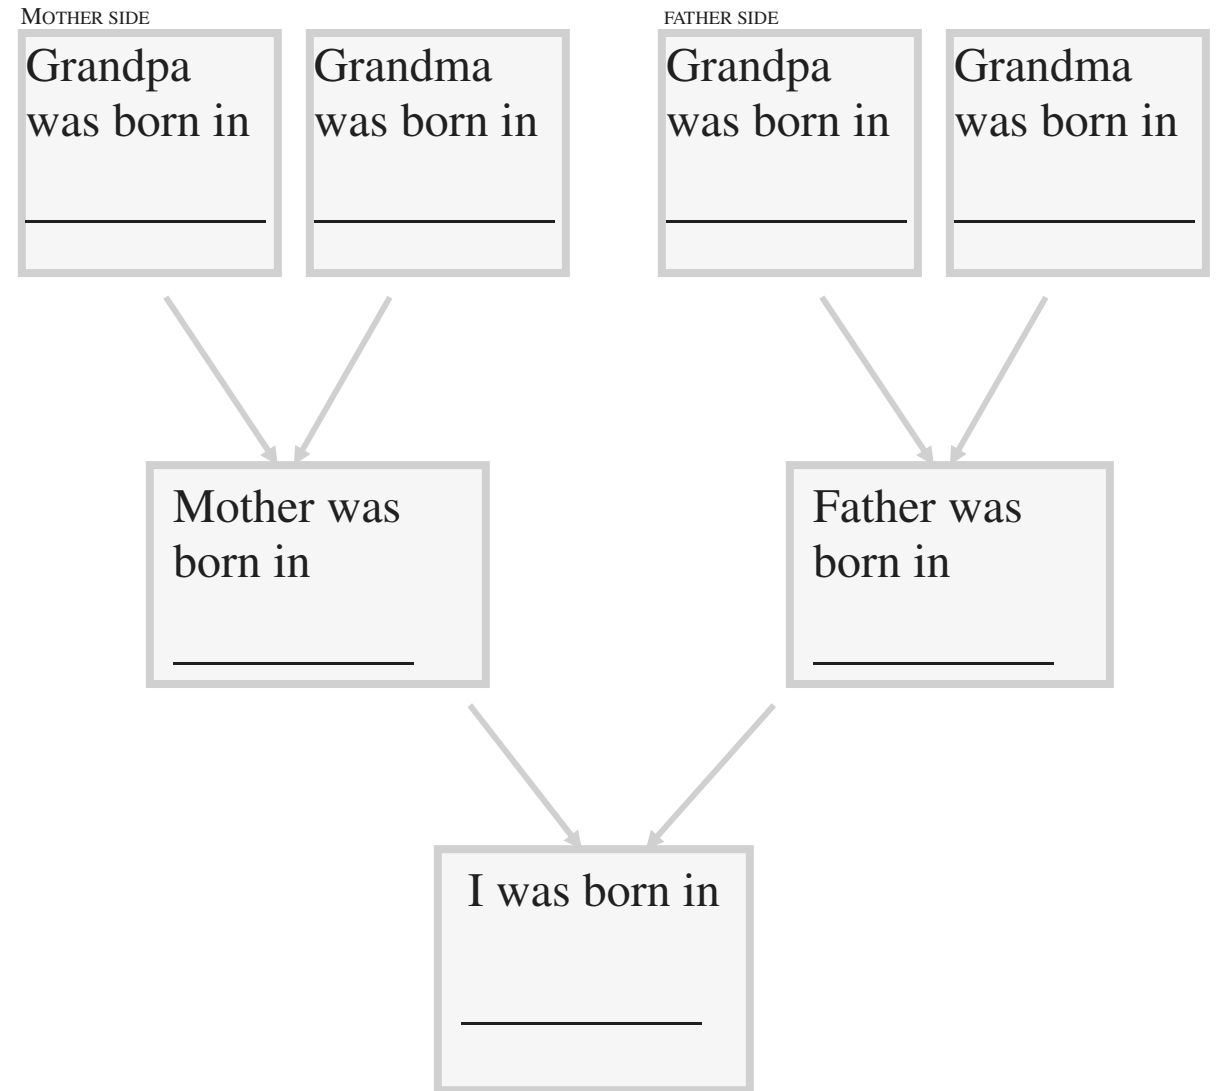 MOTHER SIDE
Grandpa
was born in
Grandma
was born in
FATHER SIDE
Grandpa
was born in
Grandma
was born in
Mother was
born in
Father was
born in
I was born in